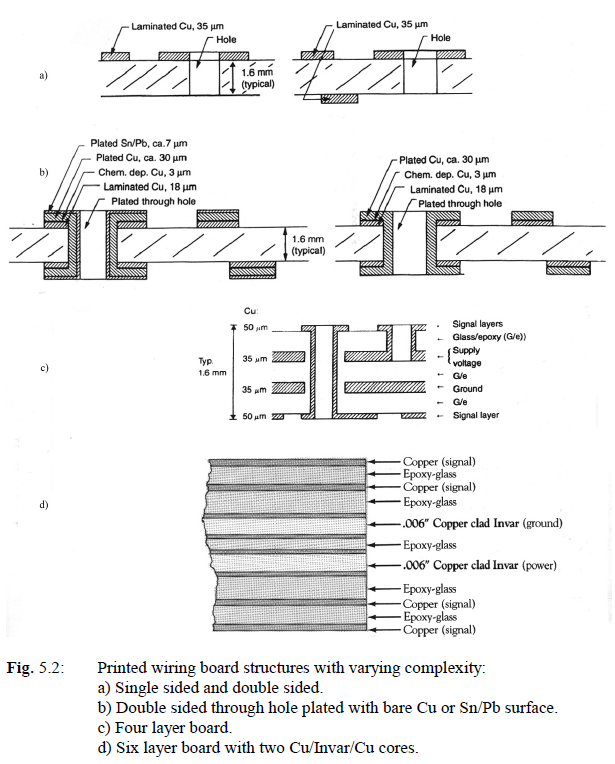 Laminated Cu, 35 µm
Hole
Laminated Cu, 35 µm
Hole
a)
1.6 mm
(typical)
Plated Sn/Pb, ca.7 µm
Plated Cu, ca. 30 µm
Chem. dep. Cu, 3 µm
Laminated Cu, 18 µm
Plated through hole
Plated Cu, ca. 30 µm
Chem. dep. Cu, 3 µm
Laminated Cu, 18 µm
Plated through hole
b)
1.6 mm
(typical)
Cu:
50 µm
35 µm
35 µm
50 µm
Typ.
1.6 mm
c)
Signal layers
Glass/epoxy (G/e))
Supply
voltage
G/e
Ground
G/e
Signal layer
d)
Copper (signal)
Epoxy-glass
Copper (signal)
Epoxy-glass
.006" Copper clad Invar (ground)
Epoxy-glass
.006" Copper clad Invar (power)
Epoxy-glass
Copper (signal)
Epoxy-glass
Copper (signal)
Fig. 5.2: Printed wiring board structures with varying complexity:
a) Single sided and double sided.
b) Double sided through hole plated with bare Cu or Sn/Pb surface.
c) Four layer board.
d) Six layer board with two Cu/Invar/Cu cores.